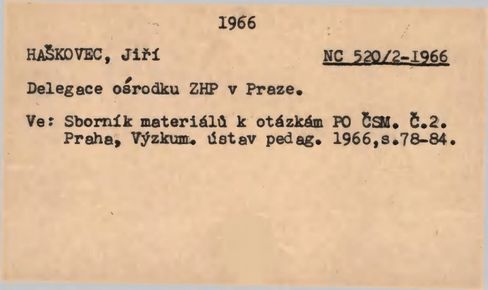 1966
HAŠKOVEC, Jiří
NC 520/2-1966
Delegace ośrodku ZHP v Praze.
Ve: Sborník materiálů k otázkám PO ČSM. Č.2.
Praha, Výzkum. ústav pedag. 1966,s.78-84.